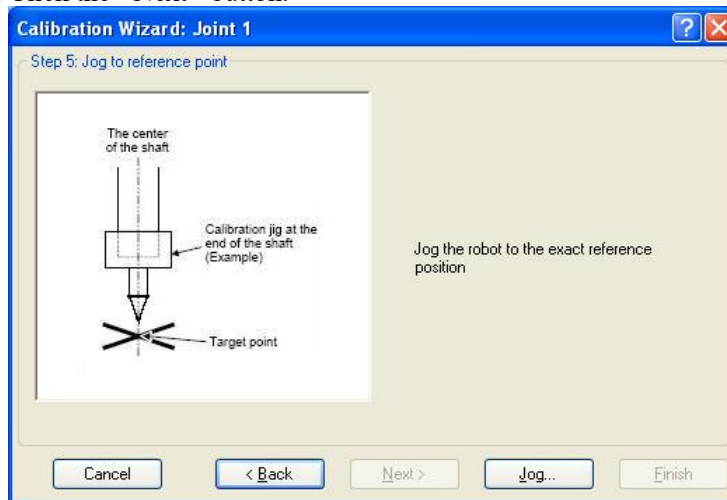 Calibration Wizard: Joint 1
Step 5: Jog to reference point
The center
of the shaft
Calibration jig at the
end of the shaft
(Example)
Target point
Jog the robot to the exact reference
position
Cancel
< Back
Next >
Jog...
Finish